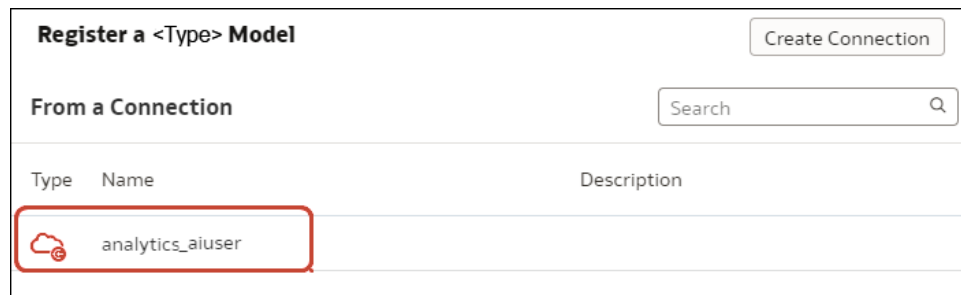 Register a <Type> Model
Create Connection
From a Connection
Search
Type Name Description
analytics_aiuser